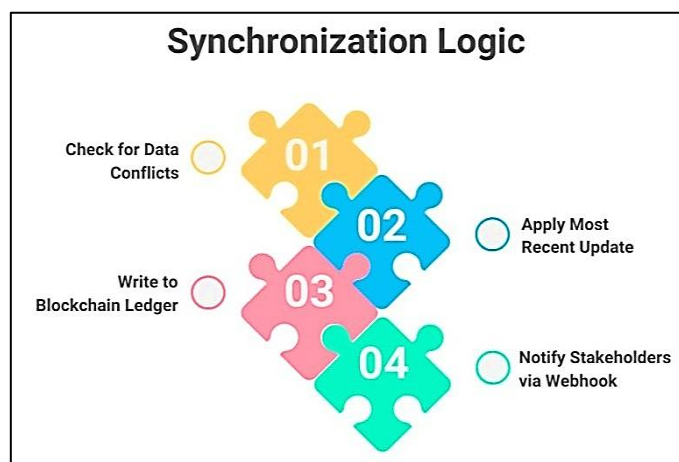 Synchronization Logic
01
Check for Data
Conflicts
02
Apply Most
Recent Update
03
Write to
Blockchain Ledger
04
Notify Stakeholders
via Webhook